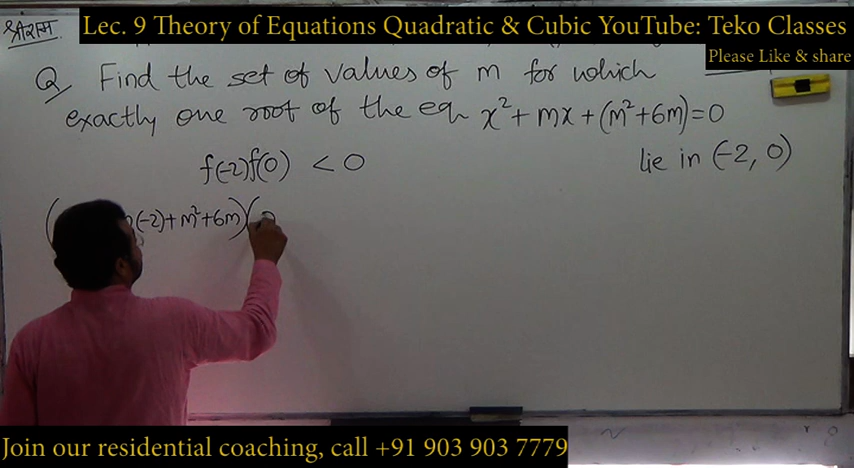 श्रीराम
Lec. 9 Theory of Equations Quadratic & Cubic YouTube: Teko Classes
Please Like & share
Q Find the set of values of m for which
exactly one root of the eqn x²+mx+(m²+6m)=0
lie in (-2, 0)
f(-2)f(0) < 0
(-2)+m²+6m)(0
Join our residential coaching, call +91 903 903 7779